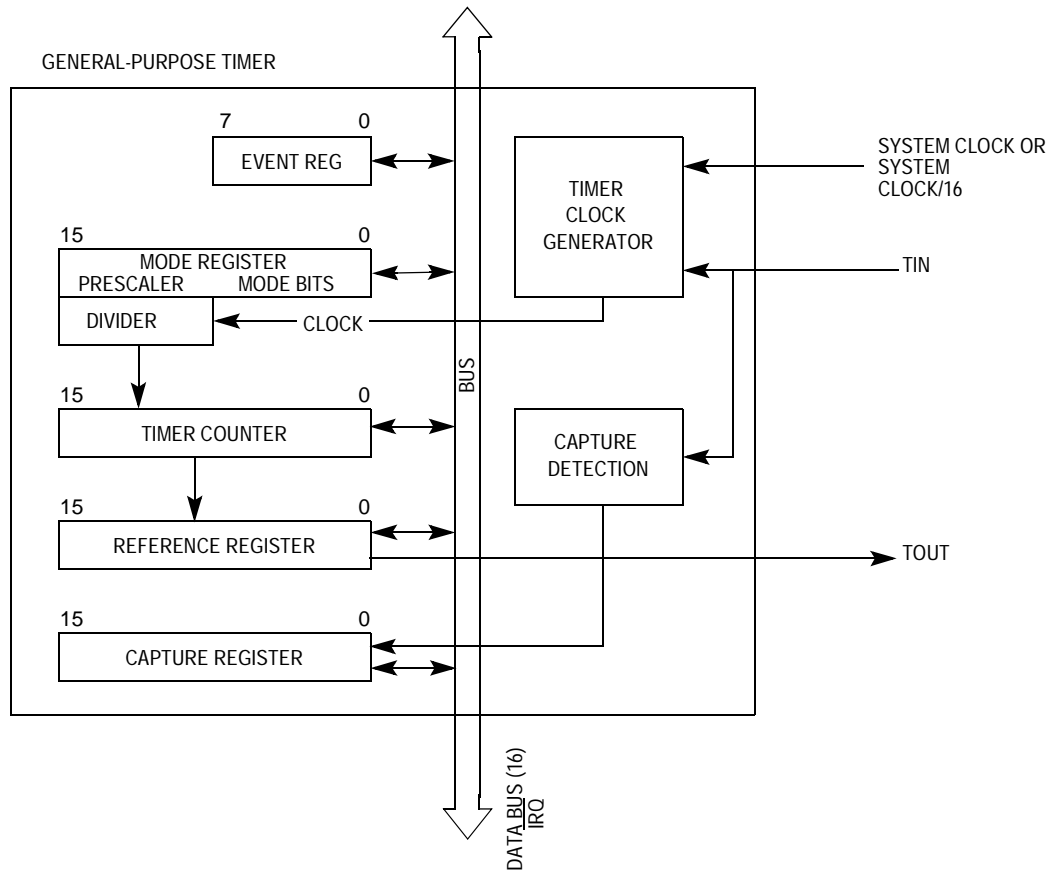 GENERAL-PURPOSE TIMER
7 0
EVENT REG
15 0
MODE REGISTER
PRESCALER MODE BITS
DIVIDER
CLOCK
15 0
TIMER COUNTER
15 0
REFERENCE REGISTER
15 0
CAPTURE REGISTER
BUS
TIMER
CLOCK
GENERATOR
CAPTURE
DETECTION
SYSTEM CLOCK OR
SYSTEM
CLOCK/16
TIN
TOUT
DATA BUS (16)
IRQ